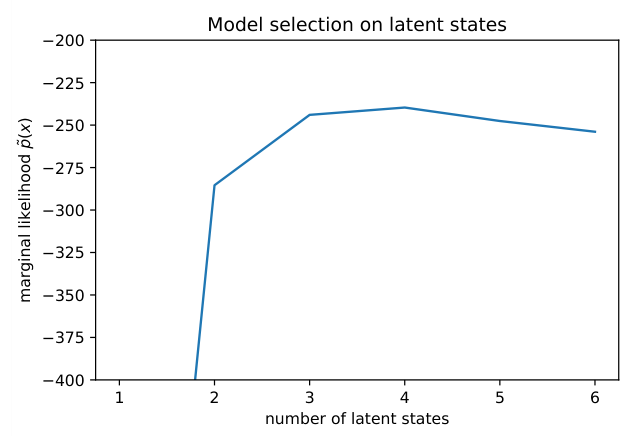 Model selection on latent states
−200
−225
−250
−275
−300
−325
−350
−375
−400
marginal likelihood p̃(x)
1 2 3 4 5 6
number of latent states